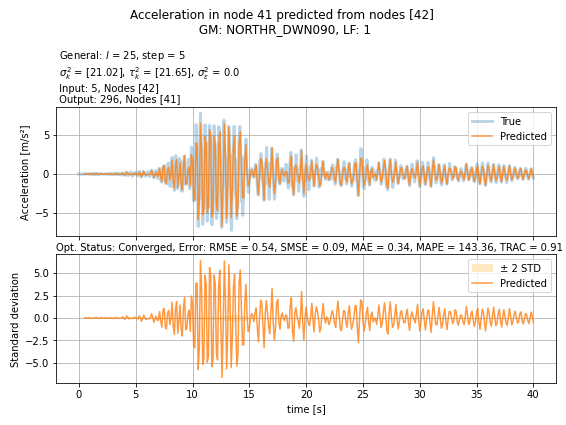 Acceleration in node 41 predicted from nodes [42]
GM: NORTHR_DWN090, LF: 1
General: l = 25, step = 5
σ²ₖ = [21.02], τ²ₖ = [21.65], σ²ε = 0.0
Input: 5, Nodes [42]
Output: 296, Nodes [41]
Acceleration [m/s²]
5
0
−5
True
Predicted
Opt. Status: Converged, Error: RMSE = 0.54, SMSE = 0.09, MAE = 0.34, MAPE = 143.36, TRAC = 0.91
Standard deviation
5.0
2.5
0.0
−2.5
−5.0
± 2 STD
Predicted
0 5 10 15 20 25 30 35 40
time [s]